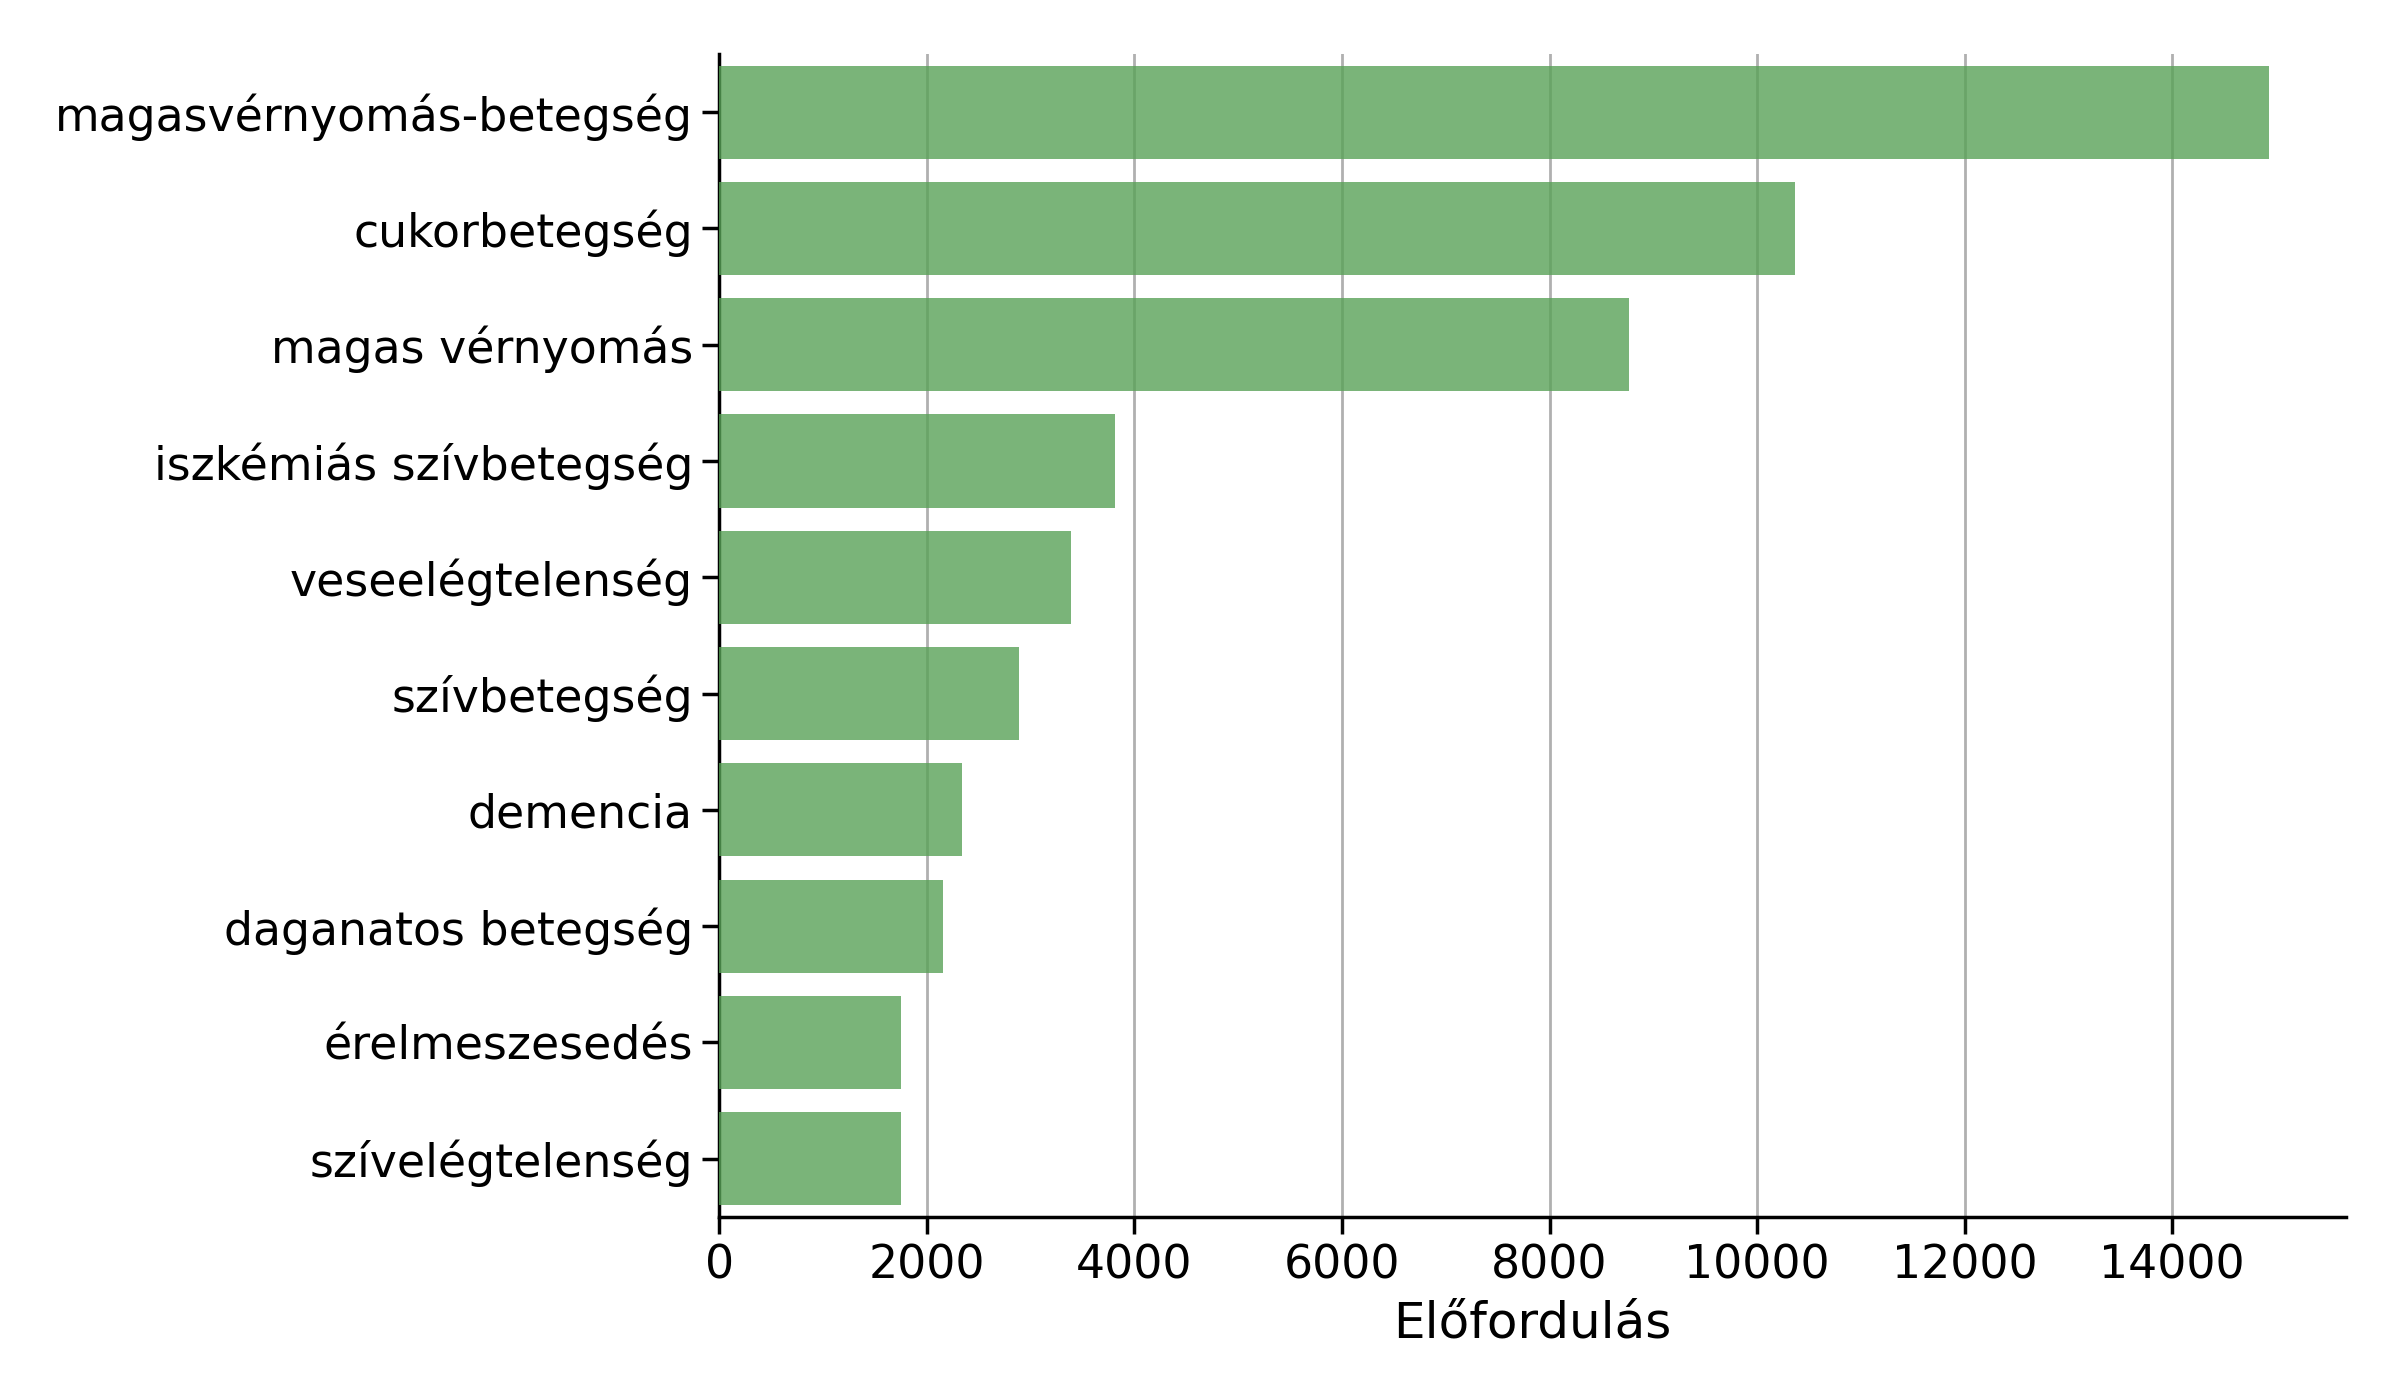 magasvérnyomás-betegség
cukorbetegség
magas vérnyomás
iszkémiás szívbetegség
veseelégtelenség
szívbetegség
demencia
daganatos betegség
érelmeszesedés
szívelégtelenség
0 2000 4000 6000 8000 10000 12000 14000
Előfordulás